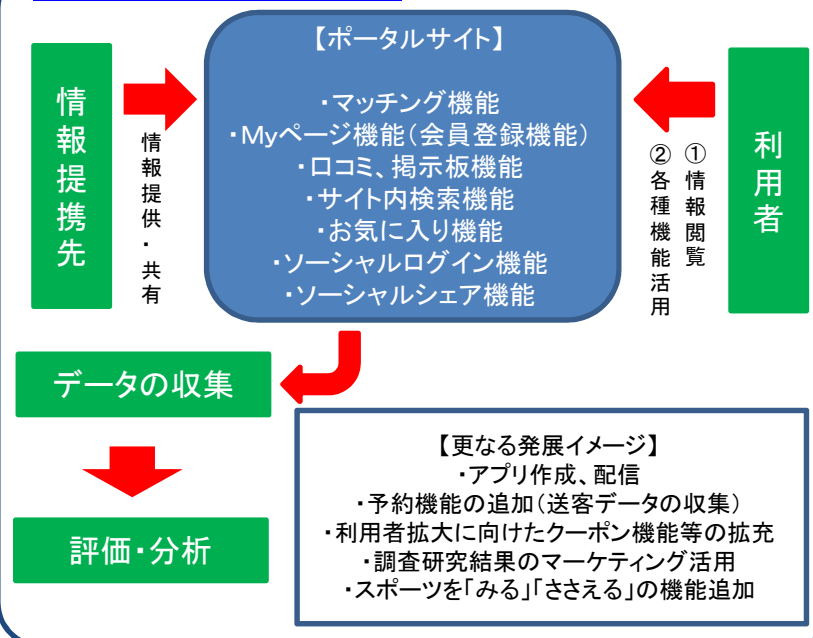 【ポータルサイト】
・マッチング機能
・Myページ機能（会員登録機能）
・口コミ、掲示板機能
・サイト内検索機能
・お気に入り機能
・ソーシャルログイン機能
・ソーシャルシェア機能
情報提携先
情報提供・共有
①情報閲覧
②各種機能活用
利用者
データの収集
評価・分析
【更なる発展イメージ】
・アプリ作成、配信
・予約機能の追加（送客データの収集）
・利用者拡大に向けたクーポン機能等の拡充
・調査研究結果のマーケティング活用
・スポーツを「みる」「ささえる」の機能追加